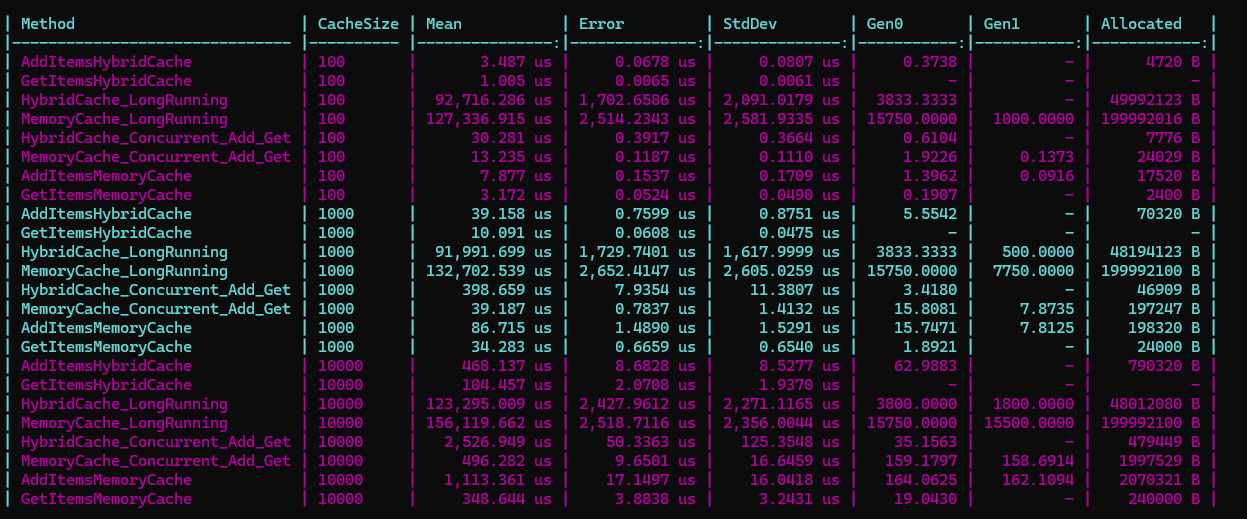 | Method | CacheSize | Mean | Error | StdDev | Gen0 | Gen1 | Allocated |
|------------------------------- |---------- |---------------:|--------------:|--------------:|-----------:|-----------:|------------:|
| AddItemsHybridCache | 100 | 3.487 us | 0.0678 us | 0.0807 us | 0.3738 | - | 4720 B |
| GetItemsHybridCache | 100 | 1.005 us | 0.0065 us | 0.0061 us | - | - | - |
| HybridCache_LongRunning | 100 | 92,716.286 us | 1,702.6586 us | 2,091.0179 us | 3833.3333 | - | 49992123 B |
| MemoryCache_LongRunning | 100 | 127,336.915 us | 2,514.2343 us | 2,581.9335 us | 15750.0000 | 1000.0000 | 199992016 B |
| HybridCache_Concurrent_Add_Get | 100 | 30.281 us | 0.3917 us | 0.3664 us | 0.6104 | - | 7776 B |
| MemoryCache_Concurrent_Add_Get | 100 | 13.235 us | 0.1187 us | 0.1110 us | 1.9226 | 0.1373 | 24029 B |
| AddItemsMemoryCache | 100 | 7.877 us | 0.1537 us | 0.1709 us | 1.3962 | 0.0916 | 17520 B |
| GetItemsMemoryCache | 100 | 3.172 us | 0.0524 us | 0.0490 us | 0.1907 | - | 2400 B |
| AddItemsHybridCache | 1000 | 39.158 us | 0.7599 us | 0.8751 us | 5.5542 | - | 70320 B |
| GetItemsHybridCache | 1000 | 10.091 us | 0.0608 us | 0.0475 us | - | - | - |
| HybridCache_LongRunning | 1000 | 91,991.699 us | 1,729.7401 us | 1,617.9999 us | 3833.3333 | 500.0000 | 48194123 B |
| MemoryCache_LongRunning | 1000 | 132,702.539 us | 2,652.4147 us | 2,605.0259 us | 15750.0000 | 7750.0000 | 199992100 B |
| HybridCache_Concurrent_Add_Get | 1000 | 398.659 us | 7.9354 us | 11.3807 us | 3.4180 | - | 46909 B |
| MemoryCache_Concurrent_Add_Get | 1000 | 39.187 us | 0.7837 us | 1.4132 us | 15.8081 | 7.8735 | 197247 B |
| AddItemsMemoryCache | 1000 | 86.715 us | 1.4890 us | 1.5291 us | 15.7471 | 7.8125 | 198320 B |
| GetItemsMemoryCache | 1000 | 34.283 us | 0.6659 us | 0.6540 us | 1.8921 | - | 24000 B |
| AddItemsHybridCache | 10000 | 468.137 us | 8.6828 us | 8.5277 us | 62.9883 | - | 790320 B |
| GetItemsHybridCache | 10000 | 104.457 us | 2.0708 us | 1.9370 us | - | - | - |
| HybridCache_LongRunning | 10000 | 123,295.009 us | 2,427.9612 us | 2,271.1165 us | 3800.0000 | 1800.0000 | 48012080 B |
| MemoryCache_LongRunning | 10000 | 156,119.662 us | 2,518.7116 us | 2,356.0044 us | 15750.0000 | 15500.0000 | 199992100 B |
| HybridCache_Concurrent_Add_Get | 10000 | 2,526.949 us | 50.3363 us | 125.3548 us | 35.1563 | - | 479449 B |
| MemoryCache_Concurrent_Add_Get | 10000 | 496.282 us | 9.6501 us | 16.6459 us | 159.1797 | 158.6914 | 1997529 B |
| AddItemsMemoryCache | 10000 | 1,113.361 us | 17.1497 us | 16.0418 us | 164.0625 | 162.1094 | 2070321 B |
| GetItemsMemoryCache | 10000 | 348.644 us | 3.8838 us | 3.2431 us | 19.0430 | - | 240000 B |